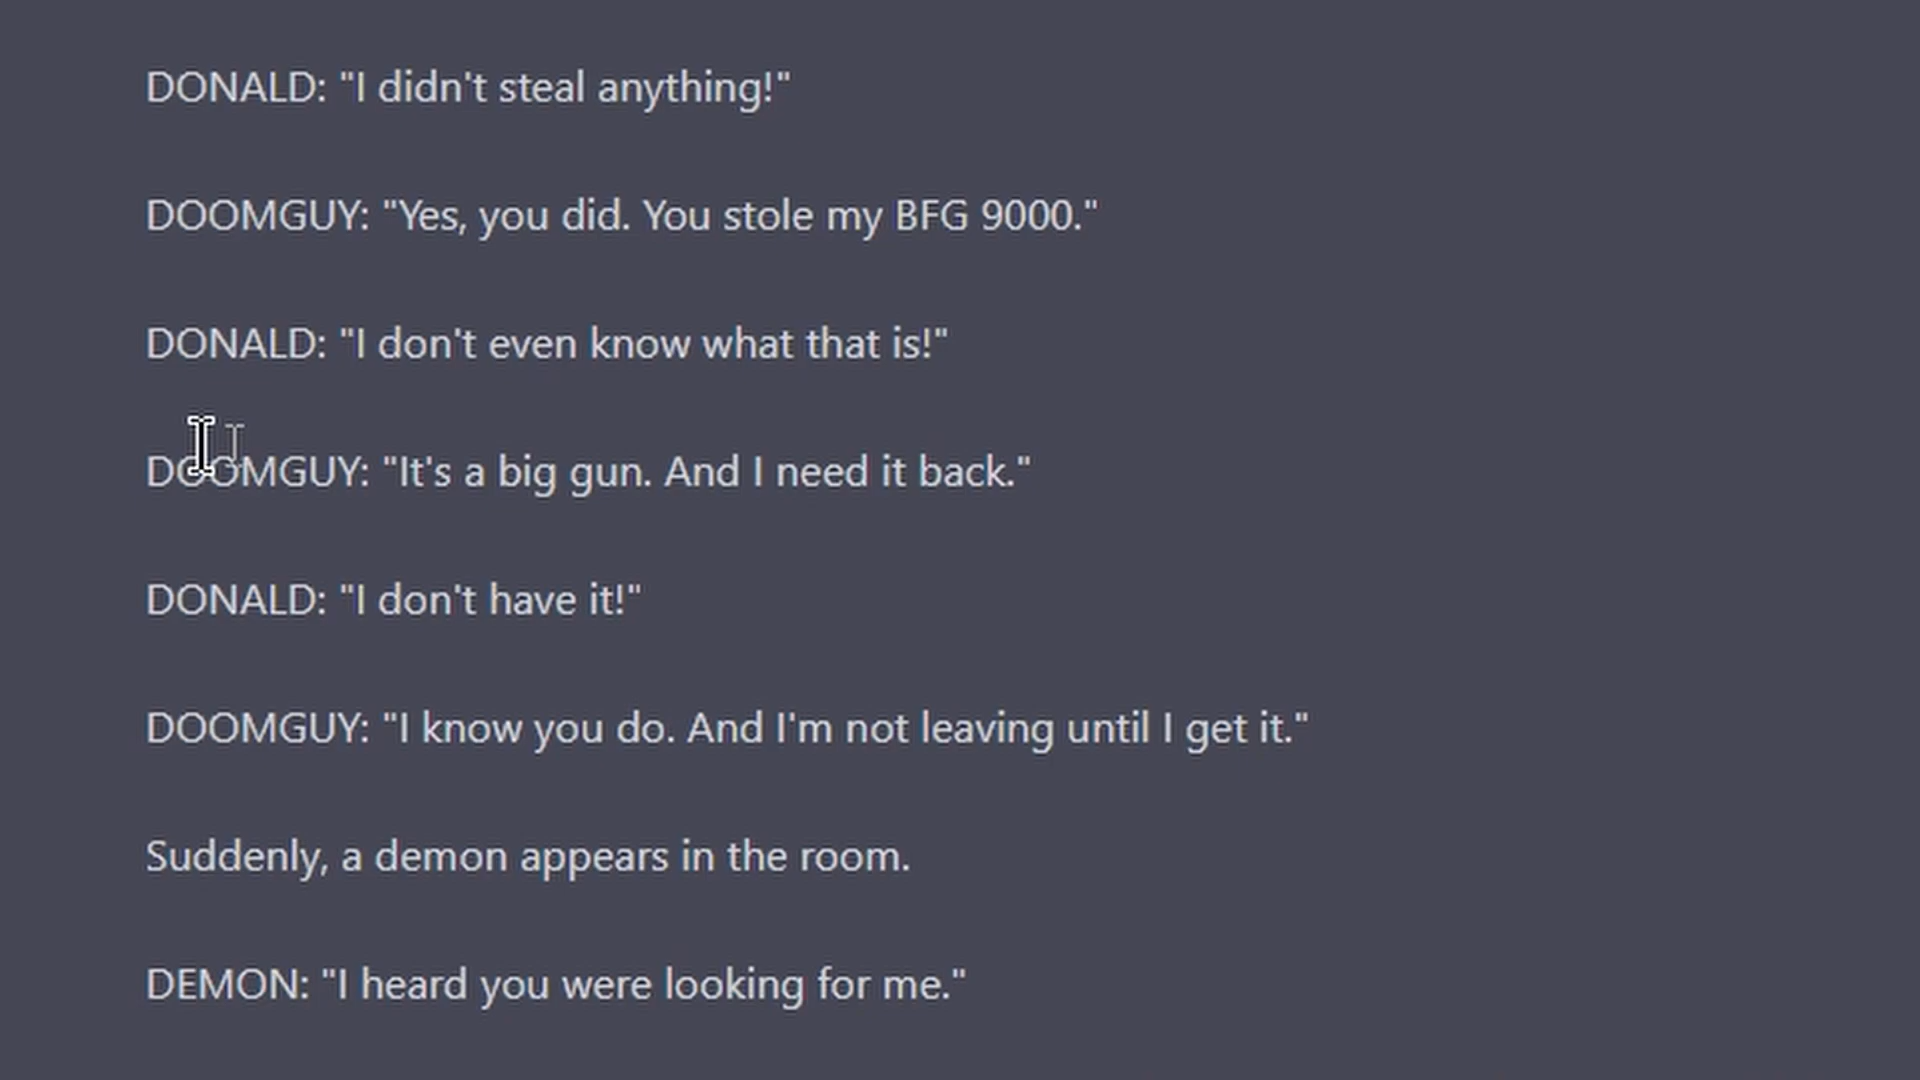 DONALD: "I didn't steal anything!"
DOOMGUY: "Yes, you did. You stole my BFG 9000."
DONALD: "I don't even know what that is!"
DOOMGUY: "It's a big gun. And I need it back."
DONALD: "I don't have it!"
DOOMGUY: "I know you do. And I'm not leaving until I get it."
Suddenly, a demon appears in the room.
DEMON: "I heard you were looking for me."